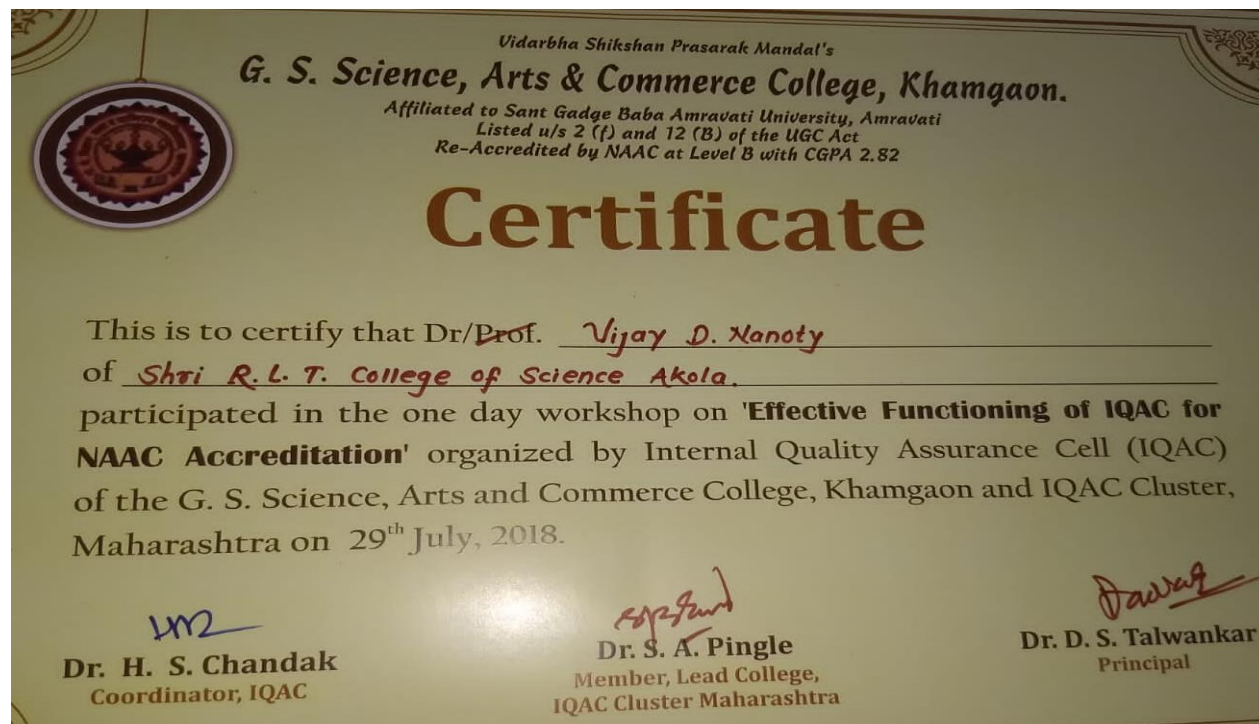 Vidarbha Shikshan Prasarak Mandal's
G. S. Science, Arts & Commerce College, Khamgaon.
Affiliated to Sant Gadge Baba Amravati University, Amravati
Listed u/s 2 (f) and 12 (B) of the UGC Act
Re-Accredited by NAAC at Level B with CGPA 2.82
Certificate
This is to certify that Dr/Prof. Vijay D. Nanoty
of Shri R. L. T. College of Science Akola.
participated in the one day workshop on 'Effective Functioning of IQAC for
NAAC Accreditation' organized by Internal Quality Assurance Cell (IQAC)
of the G. S. Science, Arts and Commerce College, Khamgaon and IQAC Cluster,
Maharashtra on 29th July, 2018.
Dr. H. S. Chandak
Coordinator, IQAC
Dr. S. A. Pingle
Member, Lead College,
IQAC Cluster Maharashtra
Dr. D. S. Talwankar
Principal